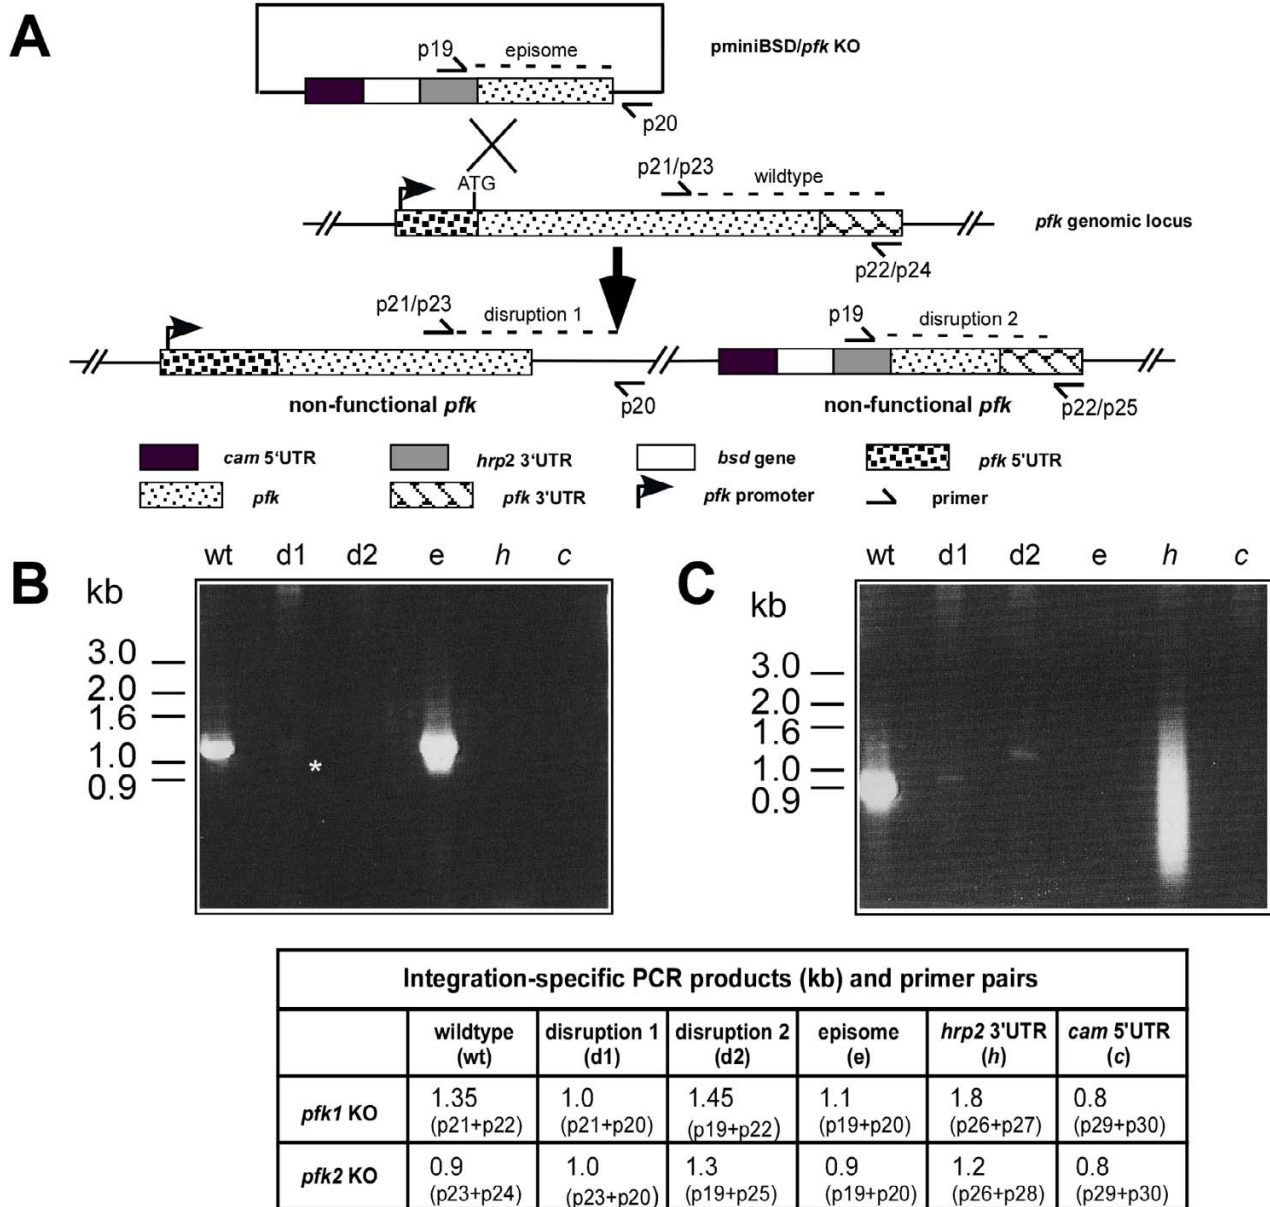 A
pminiBSD/pfk KO
p19
episome
p20
ATG
p21/p23
wildtype
pfk genomic locus
p22/p24
p21/p23
disruption 1
p19
disruption 2
p20
p22/p25
non-functional pfk
non-functional pfk
cam 5'UTR
hrp2 3'UTR
bsd gene
pfk 5'UTR
pfk
pfk 3'UTR
pfk promoter
primer
B
wt d1 d2 e h c
kb
3.0
2.0
1.6
1.0
0.9
*
C
wt d1 d2 e h c
kb
3.0
2.0
1.6
1.0
0.9
Integration-specific PCR products (kb) and primer pairs
wildtype (wt)
disruption 1 (d1)
disruption 2 (d2)
episome (e)
hrp2 3'UTR (h)
cam 5'UTR (c)
pfk1 KO
1.35 (p21+p22)
1.0 (p21+p20)
1.45 (p19+p22)
1.1 (p19+p20)
1.8 (p26+p27)
0.8 (p29+p30)
pfk2 KO
0.9 (p23+p24)
1.0 (p23+p20)
1.3 (p19+p25)
0.9 (p19+p20)
1.2 (p26+p28)
0.8 (p29+p30)